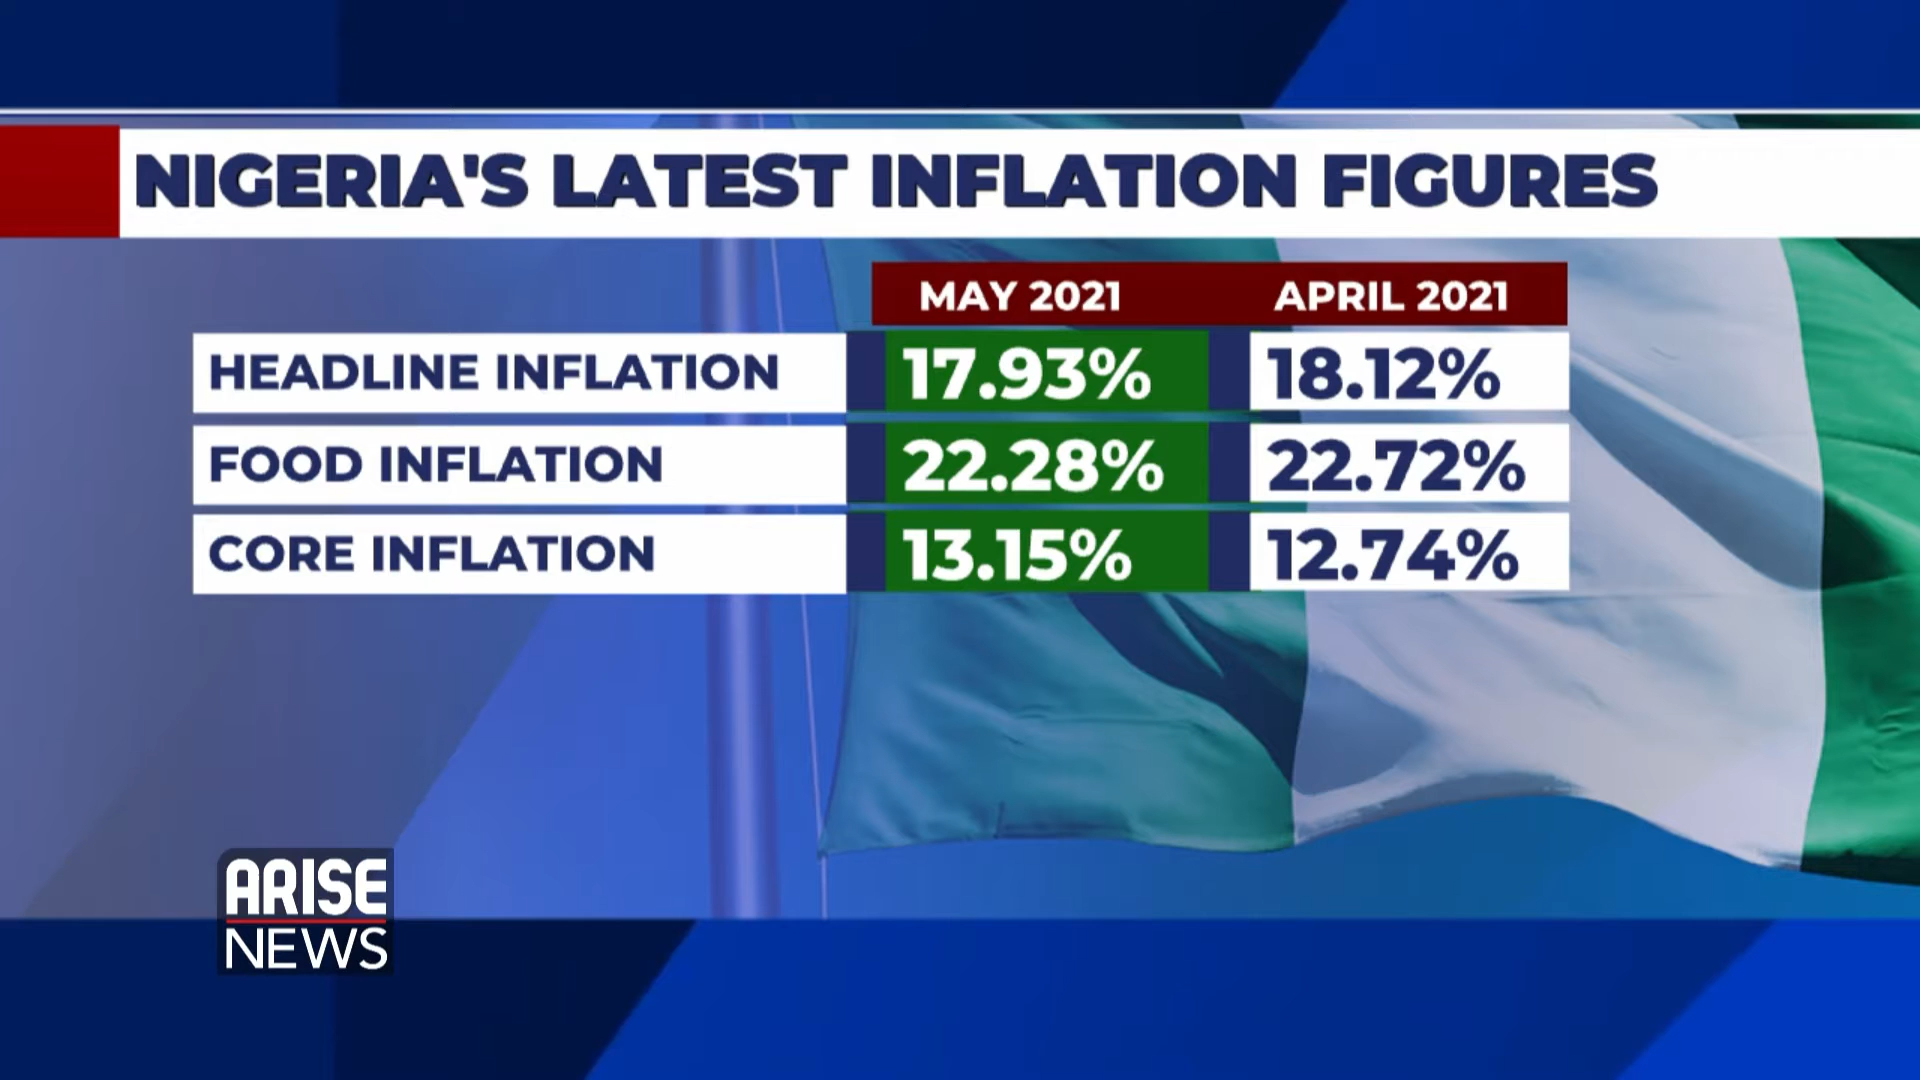 NIGERIA'S LATEST INFLATION FIGURES
MAY 2021 APRIL 2021
HEADLINE INFLATION 17.93% 18.12%
FOOD INFLATION 22.28% 22.72%
CORE INFLATION 13.15% 12.74%
ARISE
NEWS